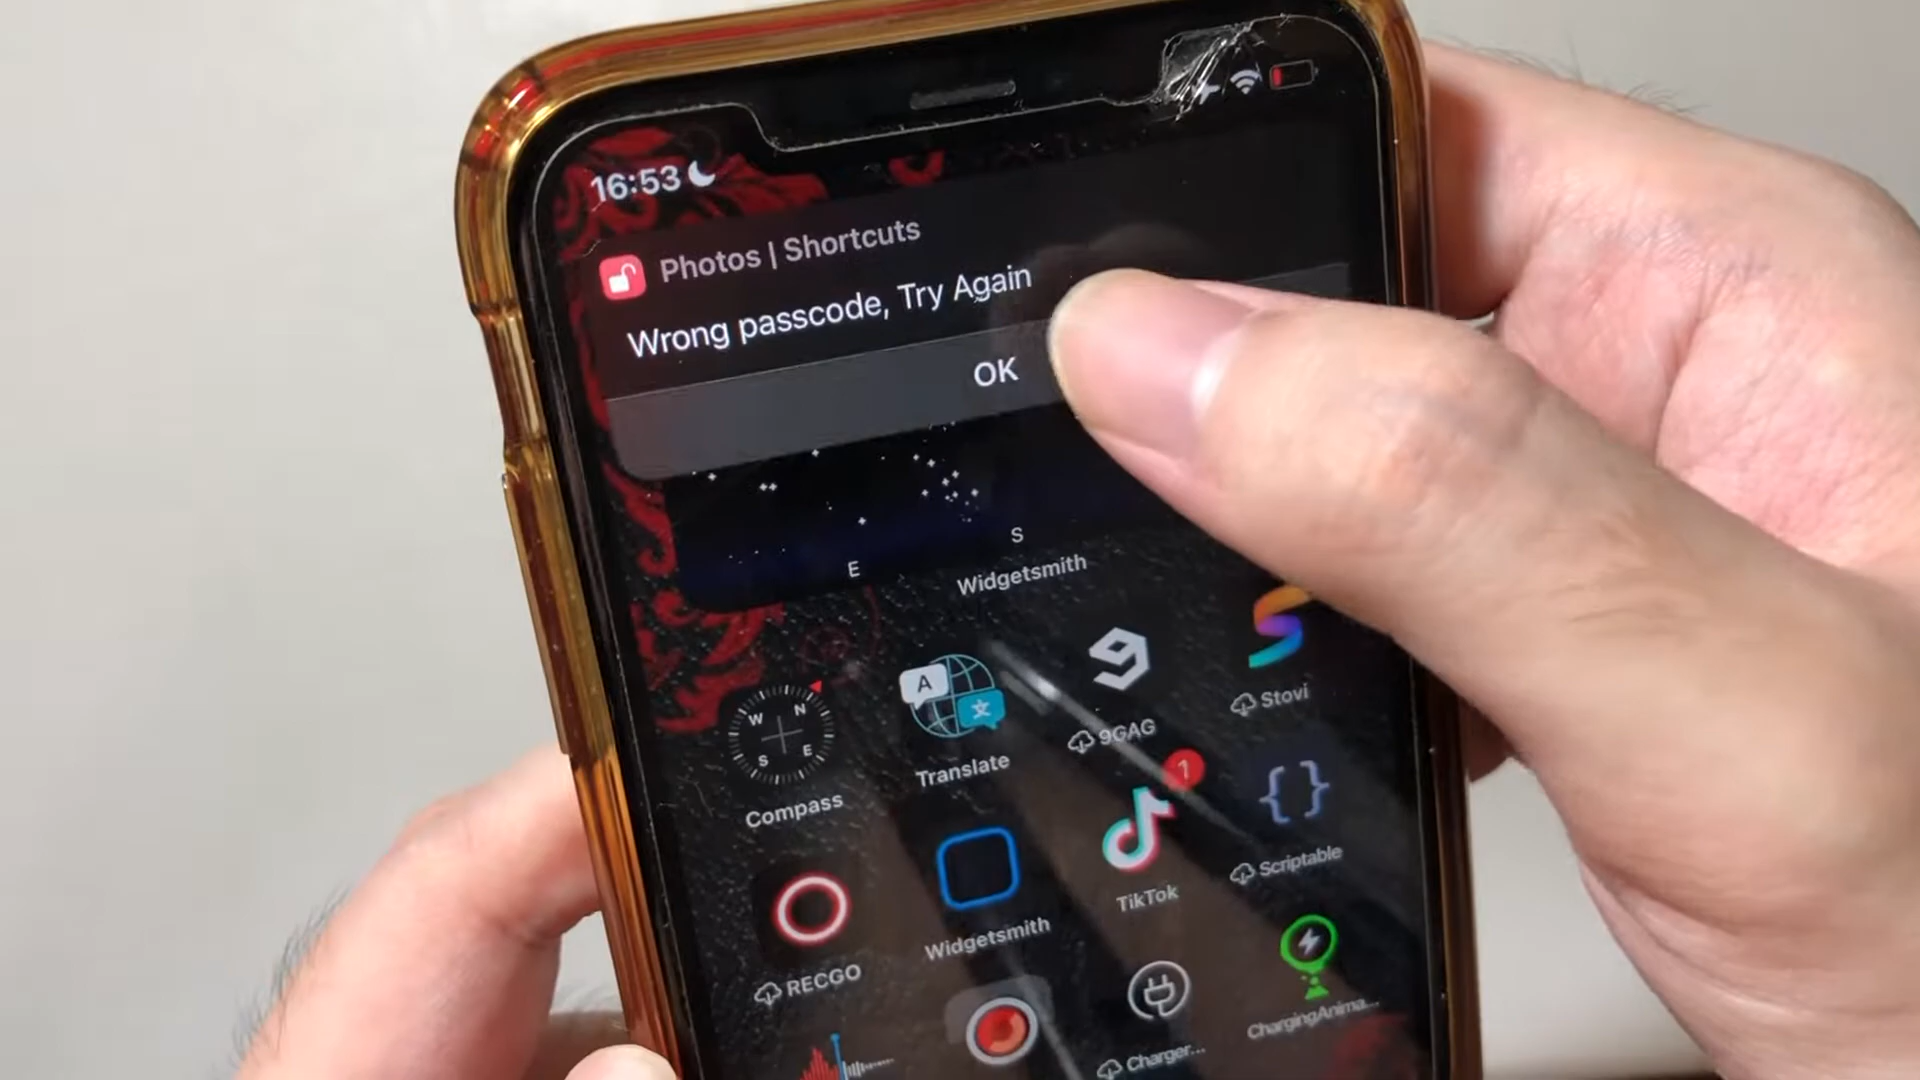 16:53
Photos | Shortcuts
Wrong passcode, Try Again
OK
E
S
Widgetsmith
W
N
S
E
Compass
A
文
Translate
9GAG
Stovi
RECGO
Widgetsmith
1
TikTok
{}
Scriptable
Charger...
ChargingAnima...